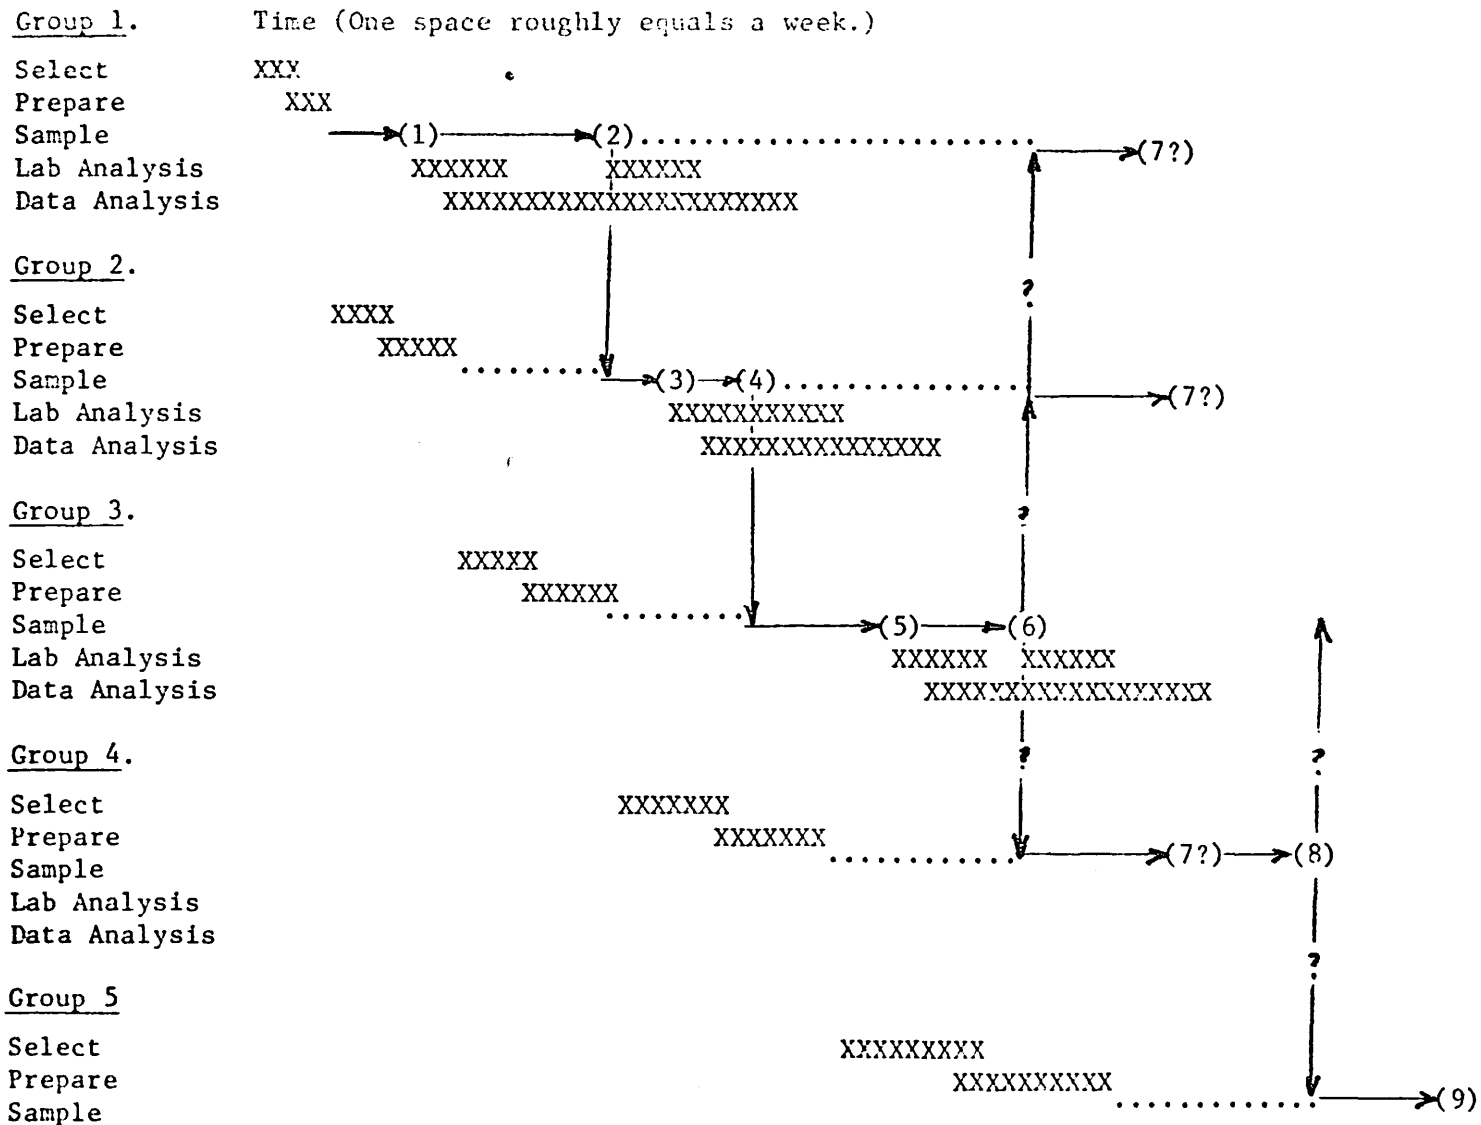 Group 1. Time (One space roughly equals a week.)
Select XXX
Prepare XXX
Sample (1) (2)......................... (7?)
Lab Analysis XXXXXX XXXXXX
Data Analysis XXXXXXXXXXXXXXXXXXXXXX
Group 2.
?
Select XXXX
Prepare XXXXX
Sample ......... (3) (4)................ (7?)
Lab Analysis XXXXXXXXXXX
Data Analysis XXXXXXXXXXXXXXX
Group 3.
?
Select XXXXX
Prepare XXXXXX
Sample ......... (5) (6)
Lab Analysis XXXXXX XXXXXX
Data Analysis XXXXXXXXXXXXXXXXXX
Group 4. ? ?
Select XXXXXXX
Prepare XXXXXXX
Sample ............ (7?) (8)
Lab Analysis
Data Analysis
?
Group 5
Select XXXXXXXXX
Prepare XXXXXXXXXX
Sample ............. (9)